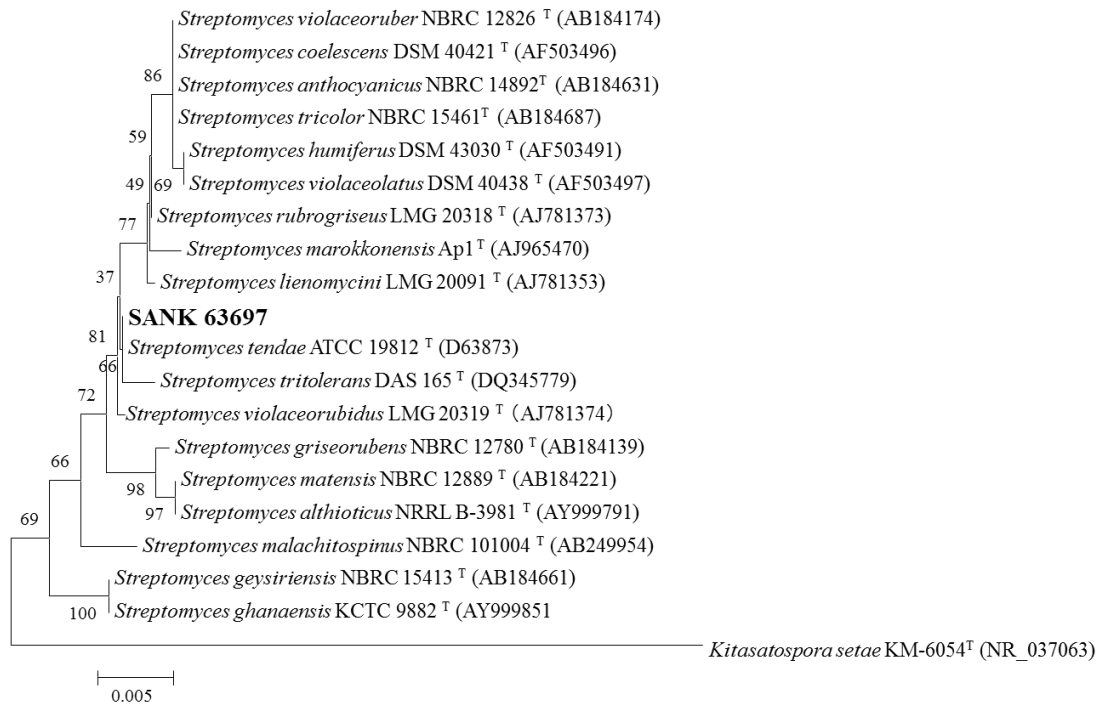 Streptomyces violaceoruber NBRC 12826 T (AB184174)
Streptomyces coelescens DSM 40421 T (AF503496)
86
Streptomyces anthocyanicus NBRC 14892T (AB184631)
Streptomyces tricolor NBRC 15461T (AB184687)
59
Streptomyces humiferus DSM 43030 T (AF503491)
49 69
Streptomyces violaceolatus DSM 40438 T (AF503497)
Streptomyces rubrogriseus LMG 20318 T (AJ781373)
77
Streptomyces marokkonensis Ap1 T (AJ965470)
37
Streptomyces lienomycini LMG 20091 T (AJ781353)
SANK 63697
81
Streptomyces tendae ATCC 19812 T (D63873)
66
Streptomyces tritolerans DAS 165 T (DQ345779)
72
Streptomyces violaceorubidus LMG 20319 T (AJ781374)
Streptomyces griseorubens NBRC 12780 T (AB184139)
66
Streptomyces matensis NBRC 12889 T (AB184221)
98
Streptomyces althioticus NRRL B-3981 T (AY999791)
97
69
Streptomyces malachitospinus NBRC 101004 T (AB249954)
Streptomyces geysiriensis NBRC 15413 T (AB184661)
100
Streptomyces ghanaensis KCTC 9882 T (AY999851
Kitasatospora setae KM-6054T (NR_037063)
0.005